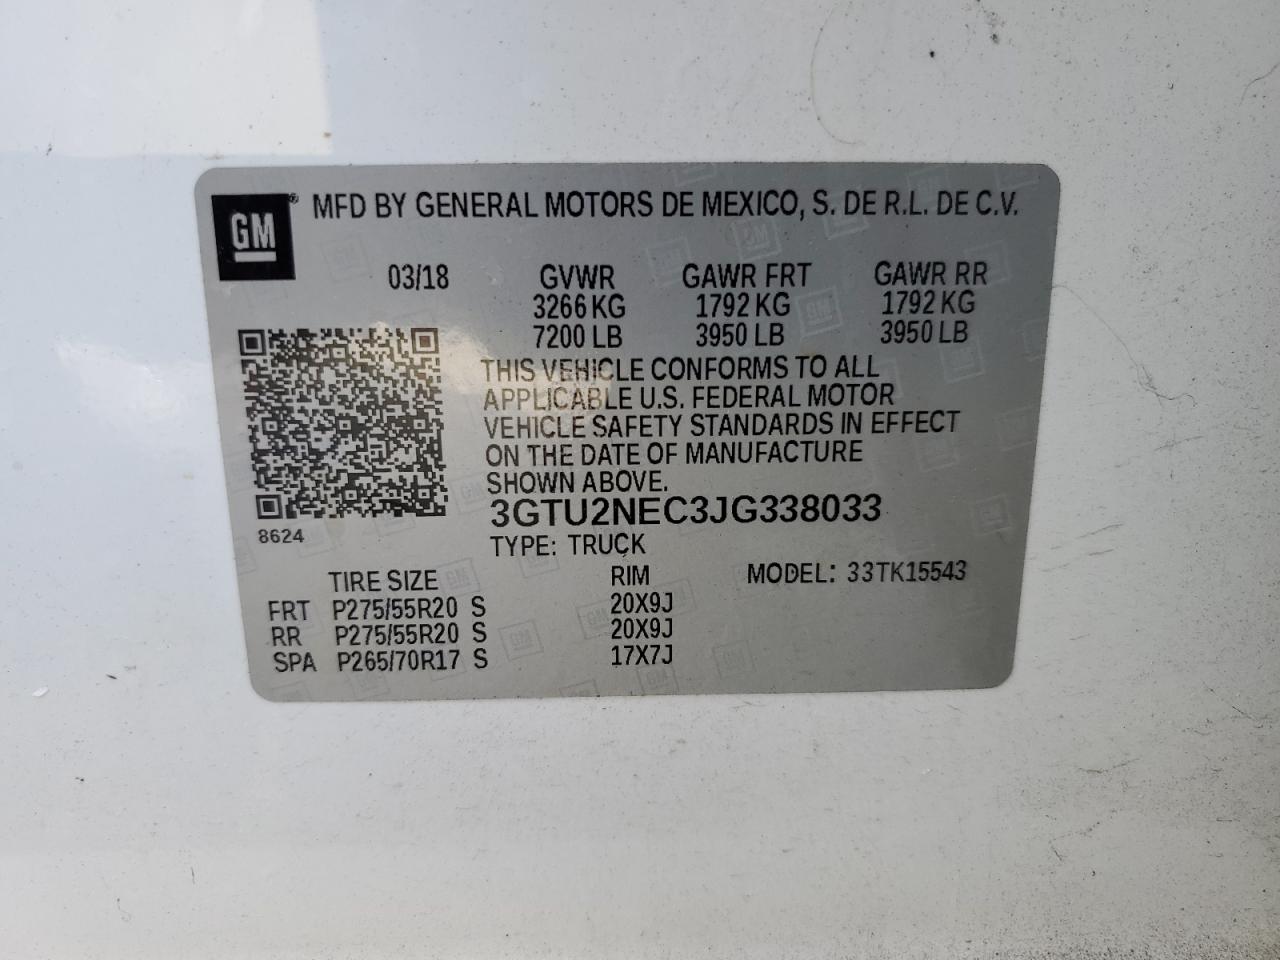 GM ® MFD BY GENERAL MOTORS DE MEXICO, S. DE R.L. DE C.V.
03/18 GVWR GAWR FRT GAWR RR
3266 KG 1792 KG 1792 KG
7200 LB 3950 LB 3950 LB
THIS VEHICLE CONFORMS TO ALL
APPLICABLE U.S. FEDERAL MOTOR
VEHICLE SAFETY STANDARDS IN EFFECT
ON THE DATE OF MANUFACTURE
SHOWN ABOVE.
3GTU2NEC3JG338033
8624
TYPE: TRUCK
TIRE SIZE RIM MODEL: 33TK15543
FRT P275/55R20 S 20X9J
RR P275/55R20 S 20X9J
SPA P265/70R17 S 17X7J